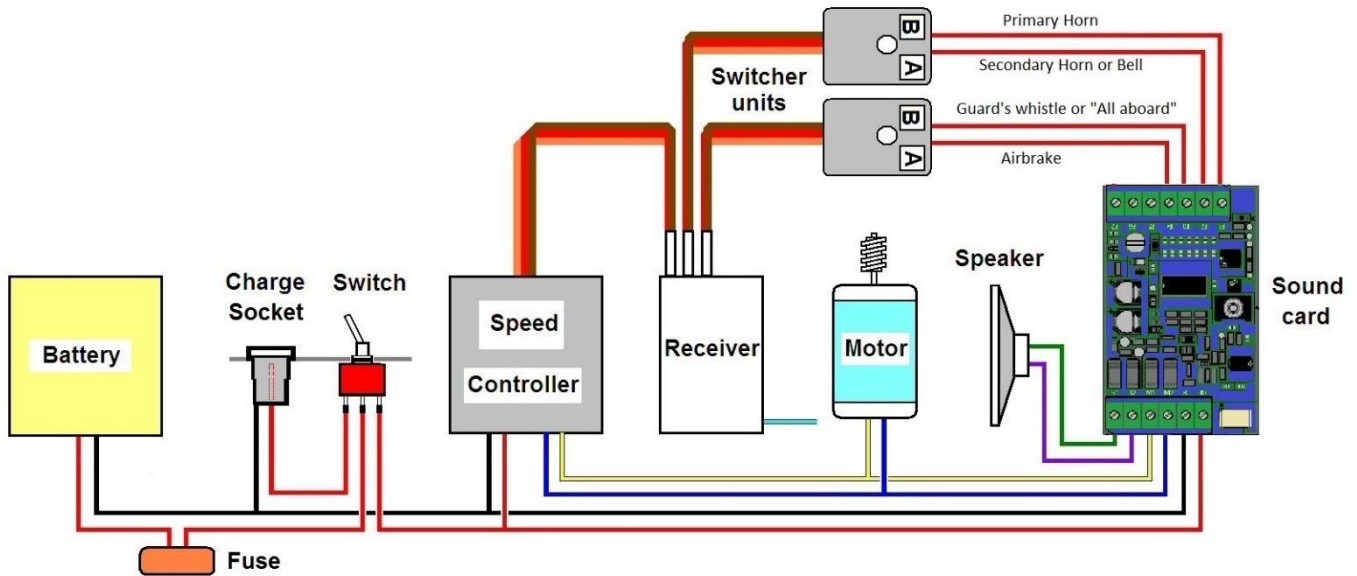 Primary Horn
B
A
Secondary Horn or Bell
Switcher
units
Guard's whistle or "All aboard"
B
A
Airbrake
Charge
Socket
Switch
Speaker
Sound
card
Battery
Speed
Controller
Receiver
Motor
Fuse